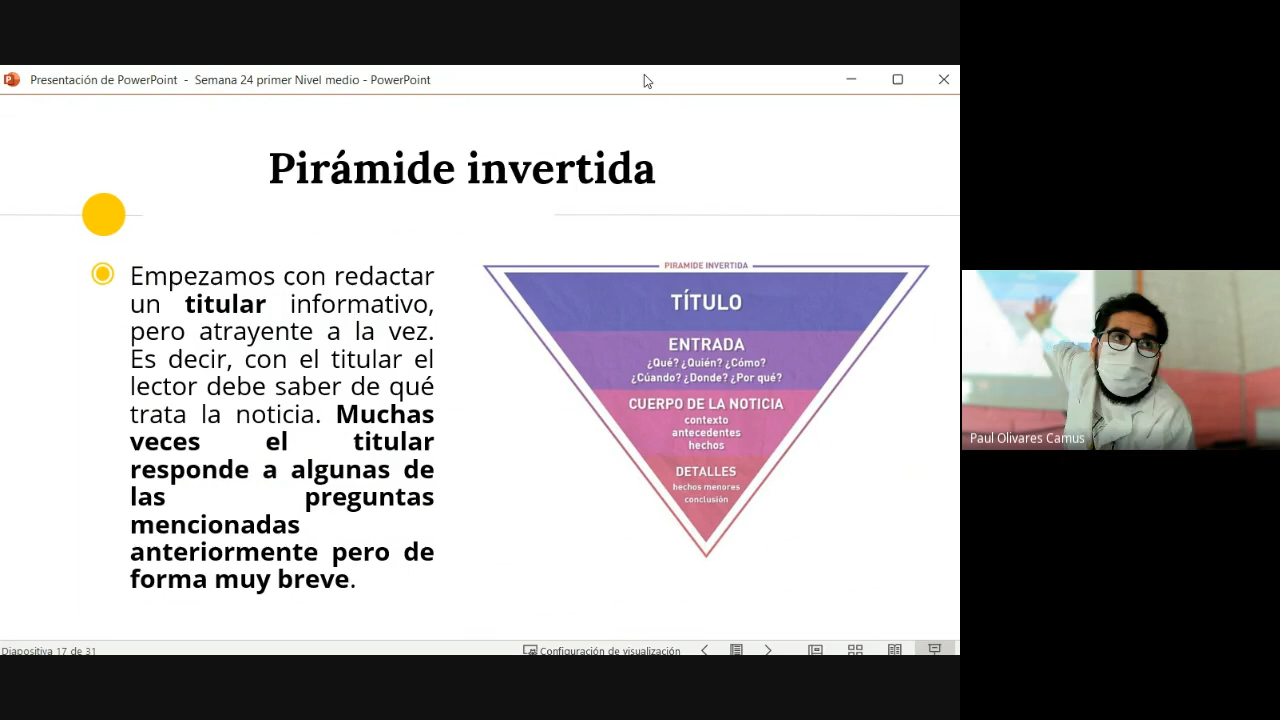 Presentación de PowerPoint - Semana 24 primer Nivel medio - PowerPoint
Pirámide invertida
Empezamos con redactar
un titular informativo,
pero atrayente a la vez.
Es decir, con el titular el
lector debe saber de qué
trata la noticia. Muchas
veces el titular
responde a algunas de
las preguntas
mencionadas
anteriormente pero de
forma muy breve.
PIRAMIDE INVERTIDA
TÍTULO
ENTRADA
¿Qué? ¿Quién? ¿Cómo?
¿Cúando? ¿Donde? ¿Por qué?
CUERPO DE LA NOTICIA
contexto
antecedentes
hechos
DETALLES
hechos menores
conclusión
Paul Olivares Camus
Diapositiva 17 de 31
Configuración de visualización